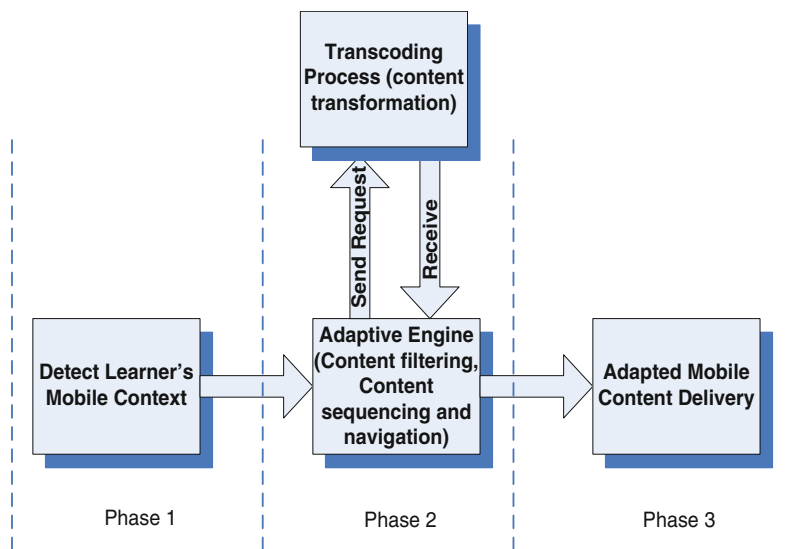 Transcoding
Process (content
transformation)
Send Request
Receive
Detect Learner's
Mobile Context
Adaptive Engine
(Content filtering,
Content
sequencing and
navigation)
Adapted Mobile
Content Delivery
Phase 1
Phase 2
Phase 3